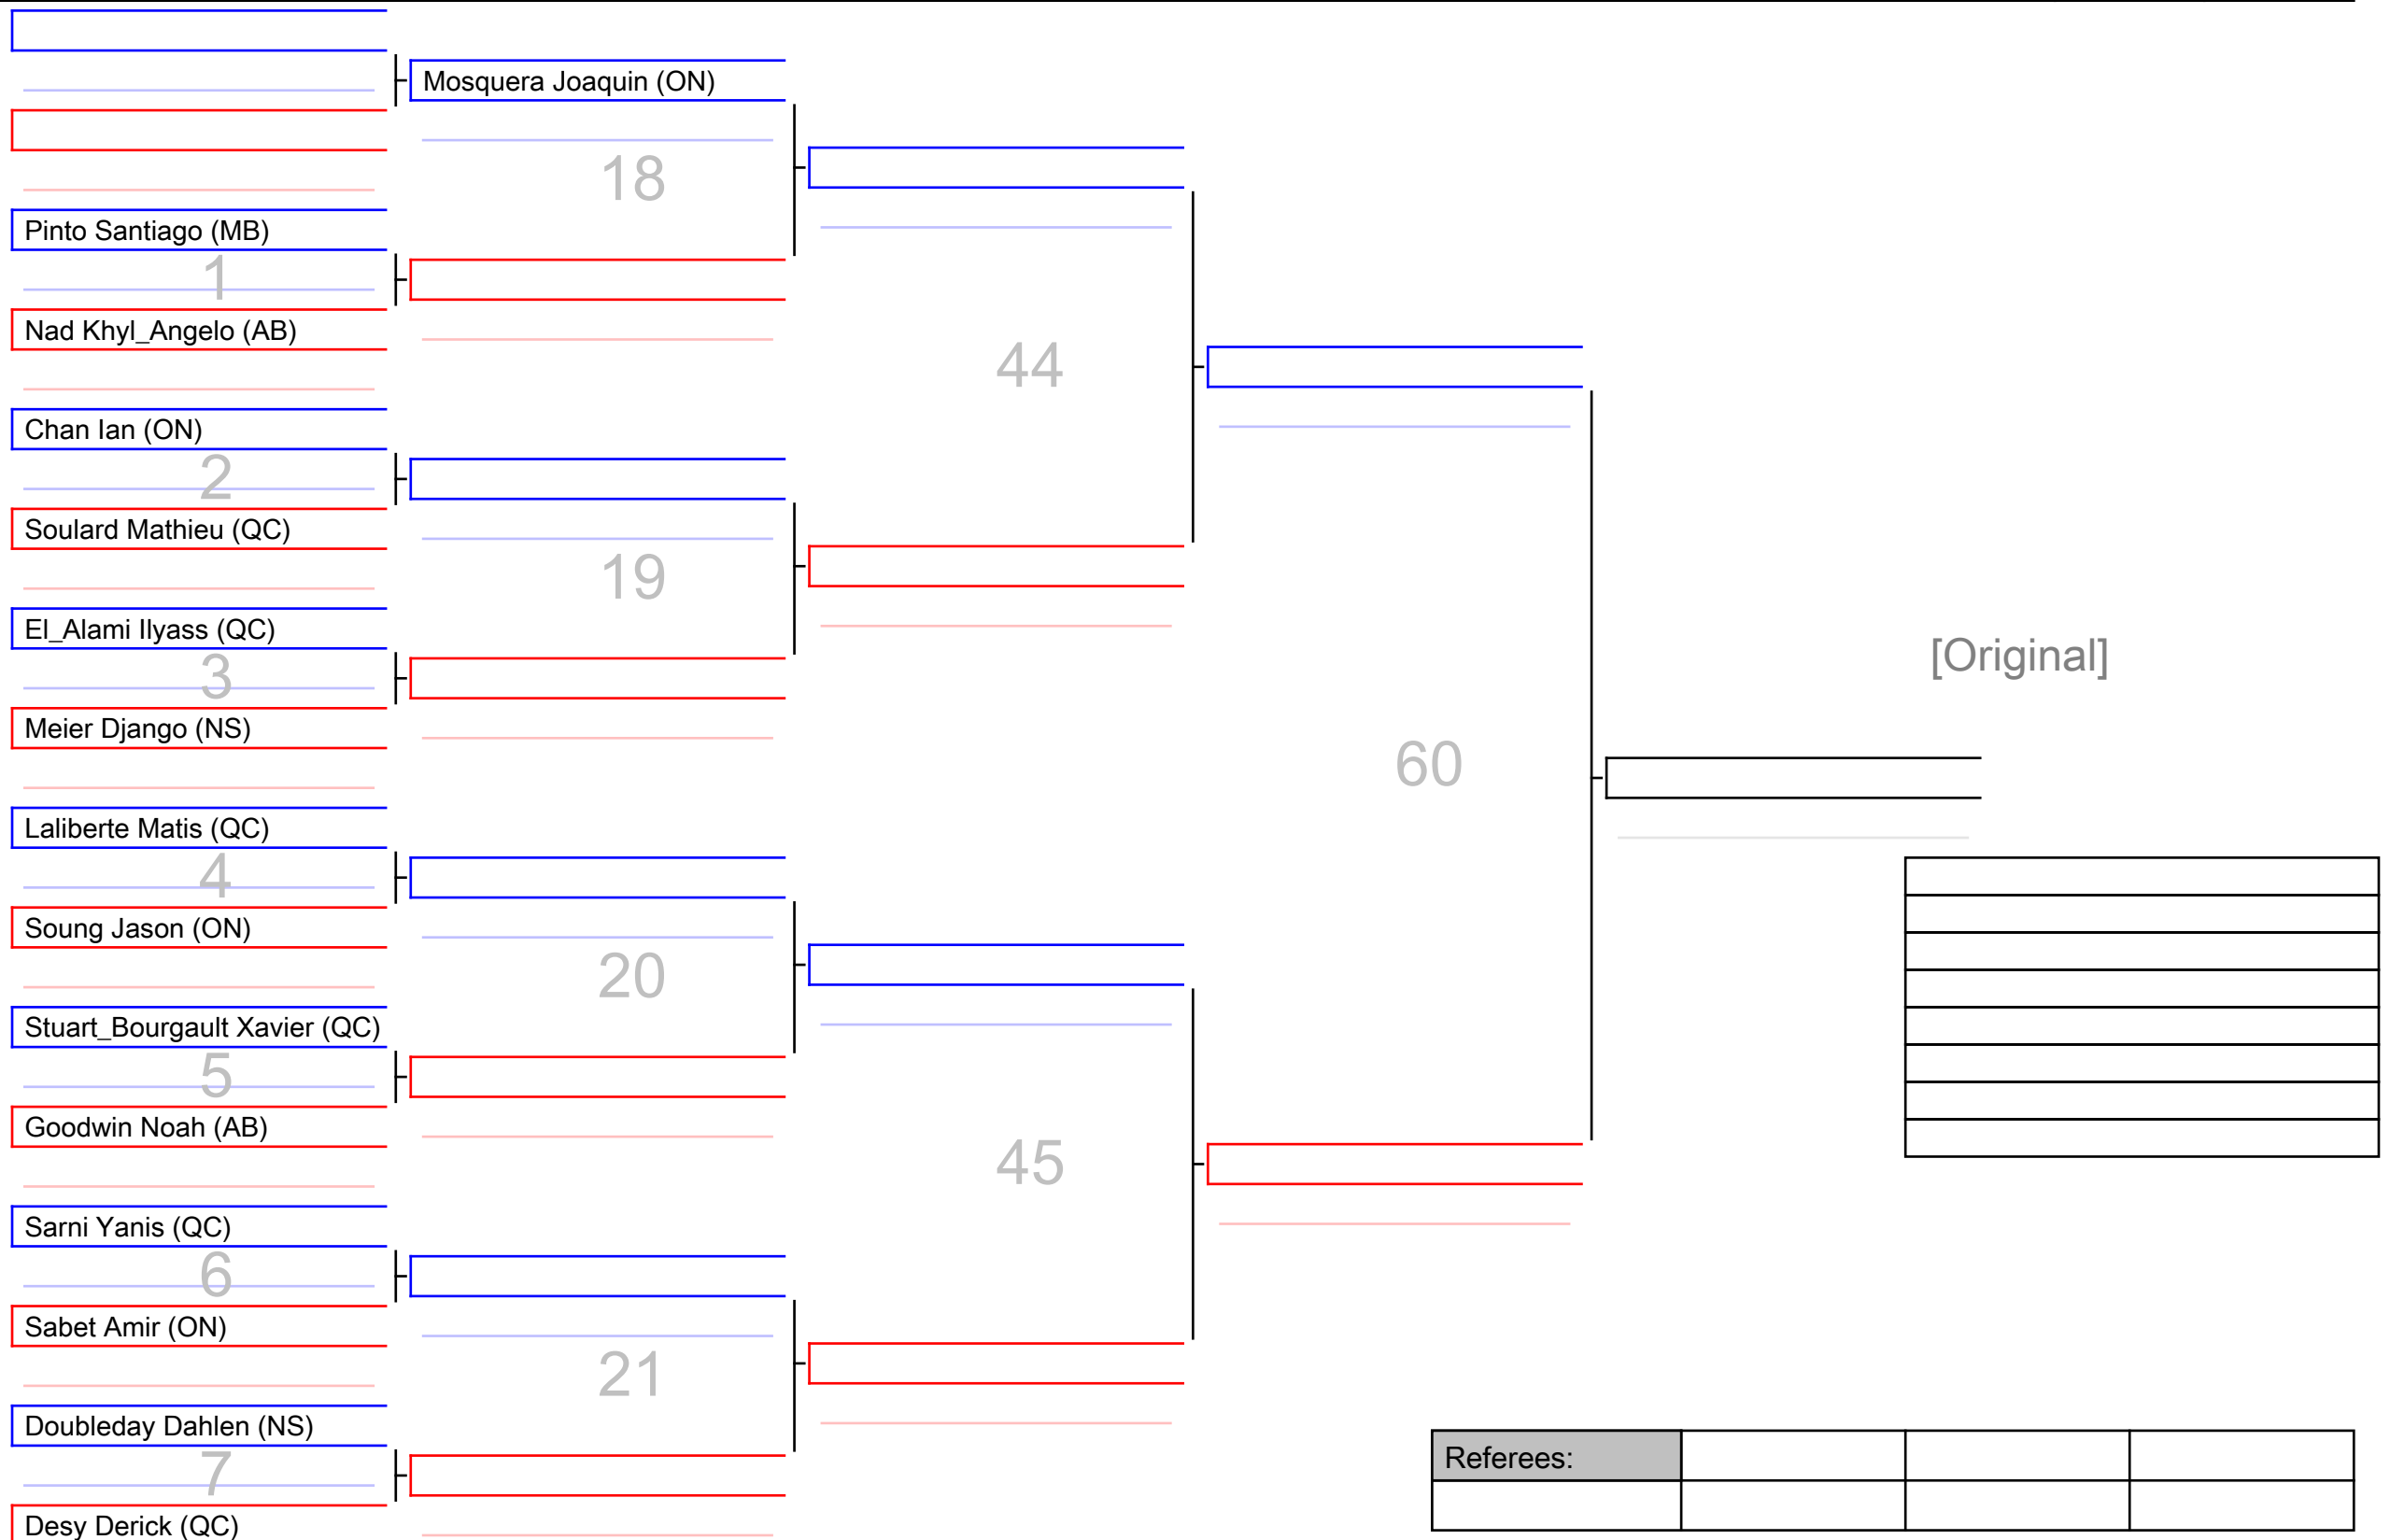 Mosquera Joaquin (ON)
18
Pinto Santiago (MB)
1
Nad Khyl_Angelo (AB)
44
Chan Ian (ON)
2
Soulard Mathieu (QC)
19
El_Alami Ilyass (QC)
3
[Original]
Meier Django (NS)
60
Laliberte Matis (QC)
4
Soung Jason (ON)
20
Stuart_Bourgault Xavier (QC)
5
Goodwin Noah (AB)
45
Sarni Yanis (QC)
6
Sabet Amir (ON)
21
Doubleday Dahlen (NS)
Referees:
7
Desy Derick (QC)